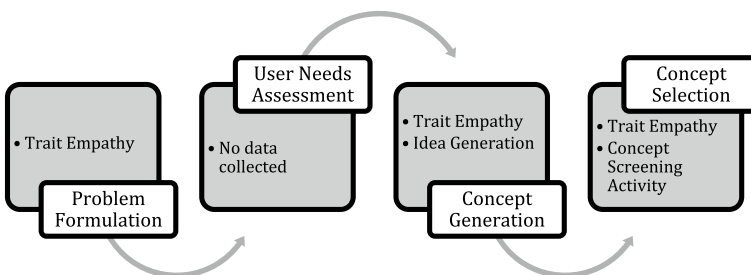 • Trait Empathy
Problem
Formulation
User Needs
Assessment
• No data
collected
• Trait Empathy
• Idea Generation
Concept
Generation
Concept
Selection
• Trait Empathy
• Concept
Screening
Activity